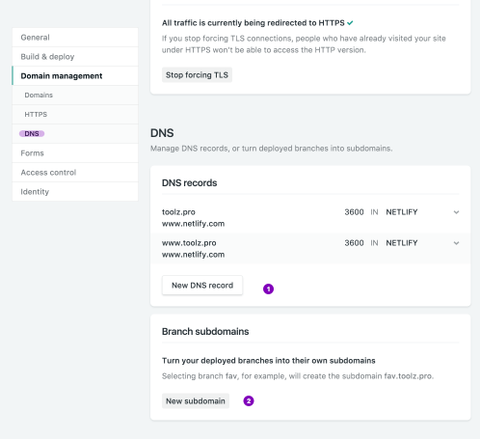 General
Build & deploy
Domain management
Domains
HTTPS
DNS
Forms
Access control
Identity
All traffic is currently being redirected to HTTPS ✓
If you stop forcing TLS connections, people who have already visited your site
under HTTPS won't be able to access the HTTP version.
Stop forcing TLS
DNS
Manage DNS records, or turn deployed branches into subdomains.
DNS records
toolz.pro 3600 IN NETLIFY
www.netlify.com
www.toolz.pro 3600 IN NETLIFY
www.netlify.com
New DNS record 1
Branch subdomains
Turn your deployed branches into their own subdomains
Selecting branch fav, for example, will create the subdomain fav.toolz.pro.
New subdomain 2